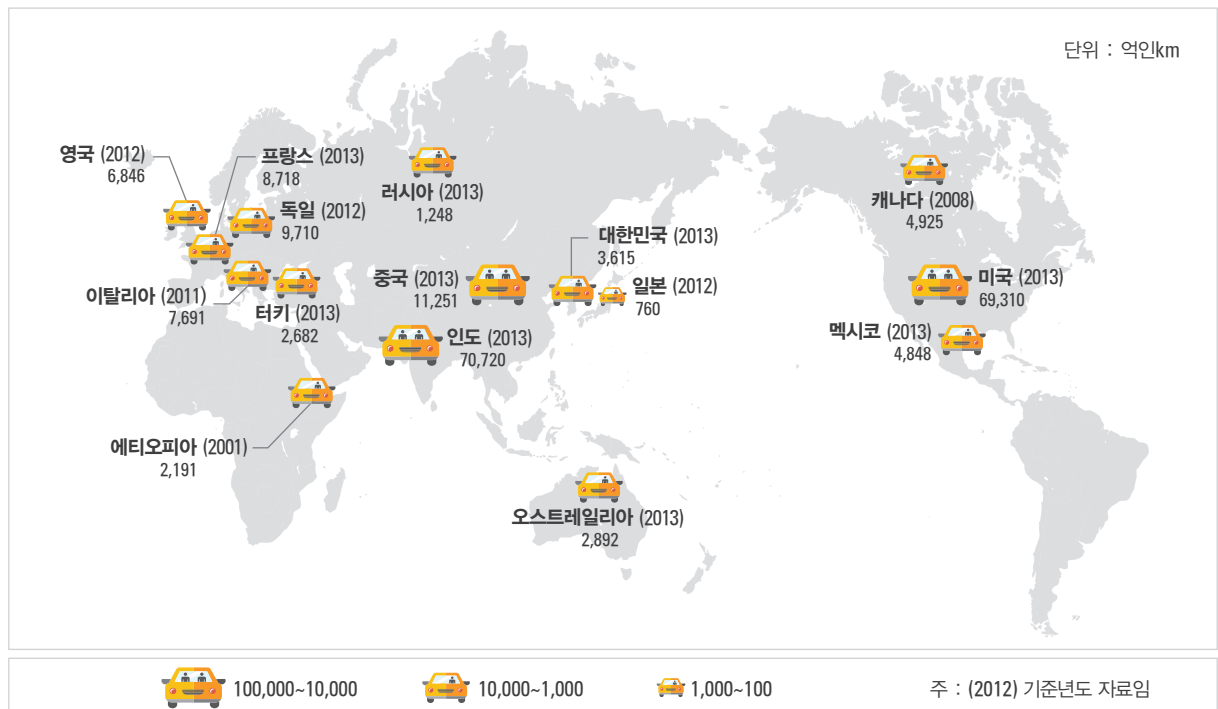 단위 : 억인km
영국 (2012)
6,846
프랑스 (2013)
8,718
러시아 (2013)
1,248
캐나다 (2008)
4,925
독일 (2012)
9,710
대한민국 (2013)
3,615
중국 (2013)
11,251
일본 (2012)
760
미국 (2013)
69,310
이탈리아 (2011)
7,691
터키 (2013)
2,682
인도 (2013)
70,720
멕시코 (2013)
4,848
에티오피아 (2001)
2,191
오스트레일리아 (2013)
2,892
100,000~10,000
10,000~1,000
1,000~100
주 : (2012) 기준년도 자료임